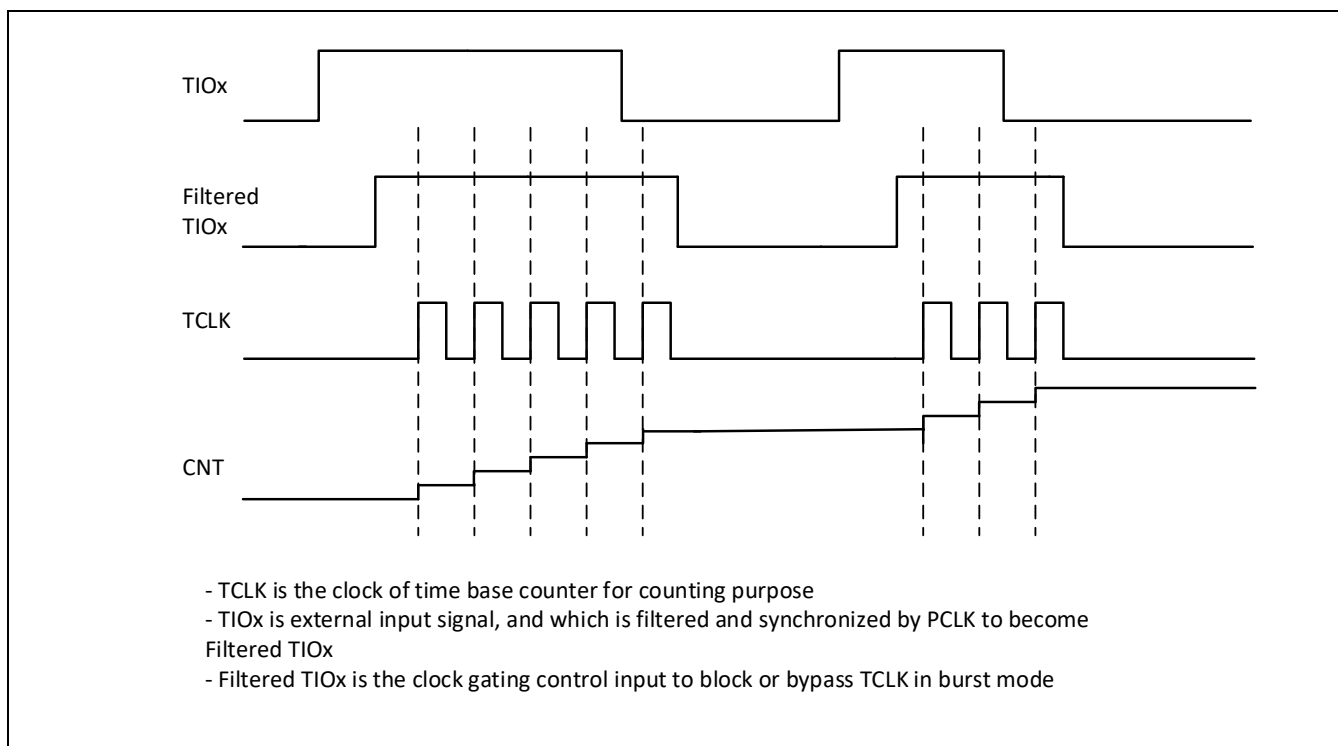 TIOx
Filtered
TIOx
TCLK
CNT
- TCLK is the clock of time base counter for counting purpose
- TIOx is external input signal, and which is filtered and synchronized by PCLK to become
Filtered TIOx
- Filtered TIOx is the clock gating control input to block or bypass TCLK in burst mode